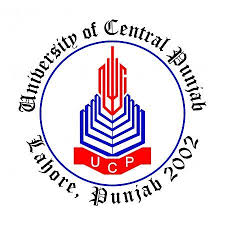 University of Central Punjab
UCP
Lahore, Punjab 2002